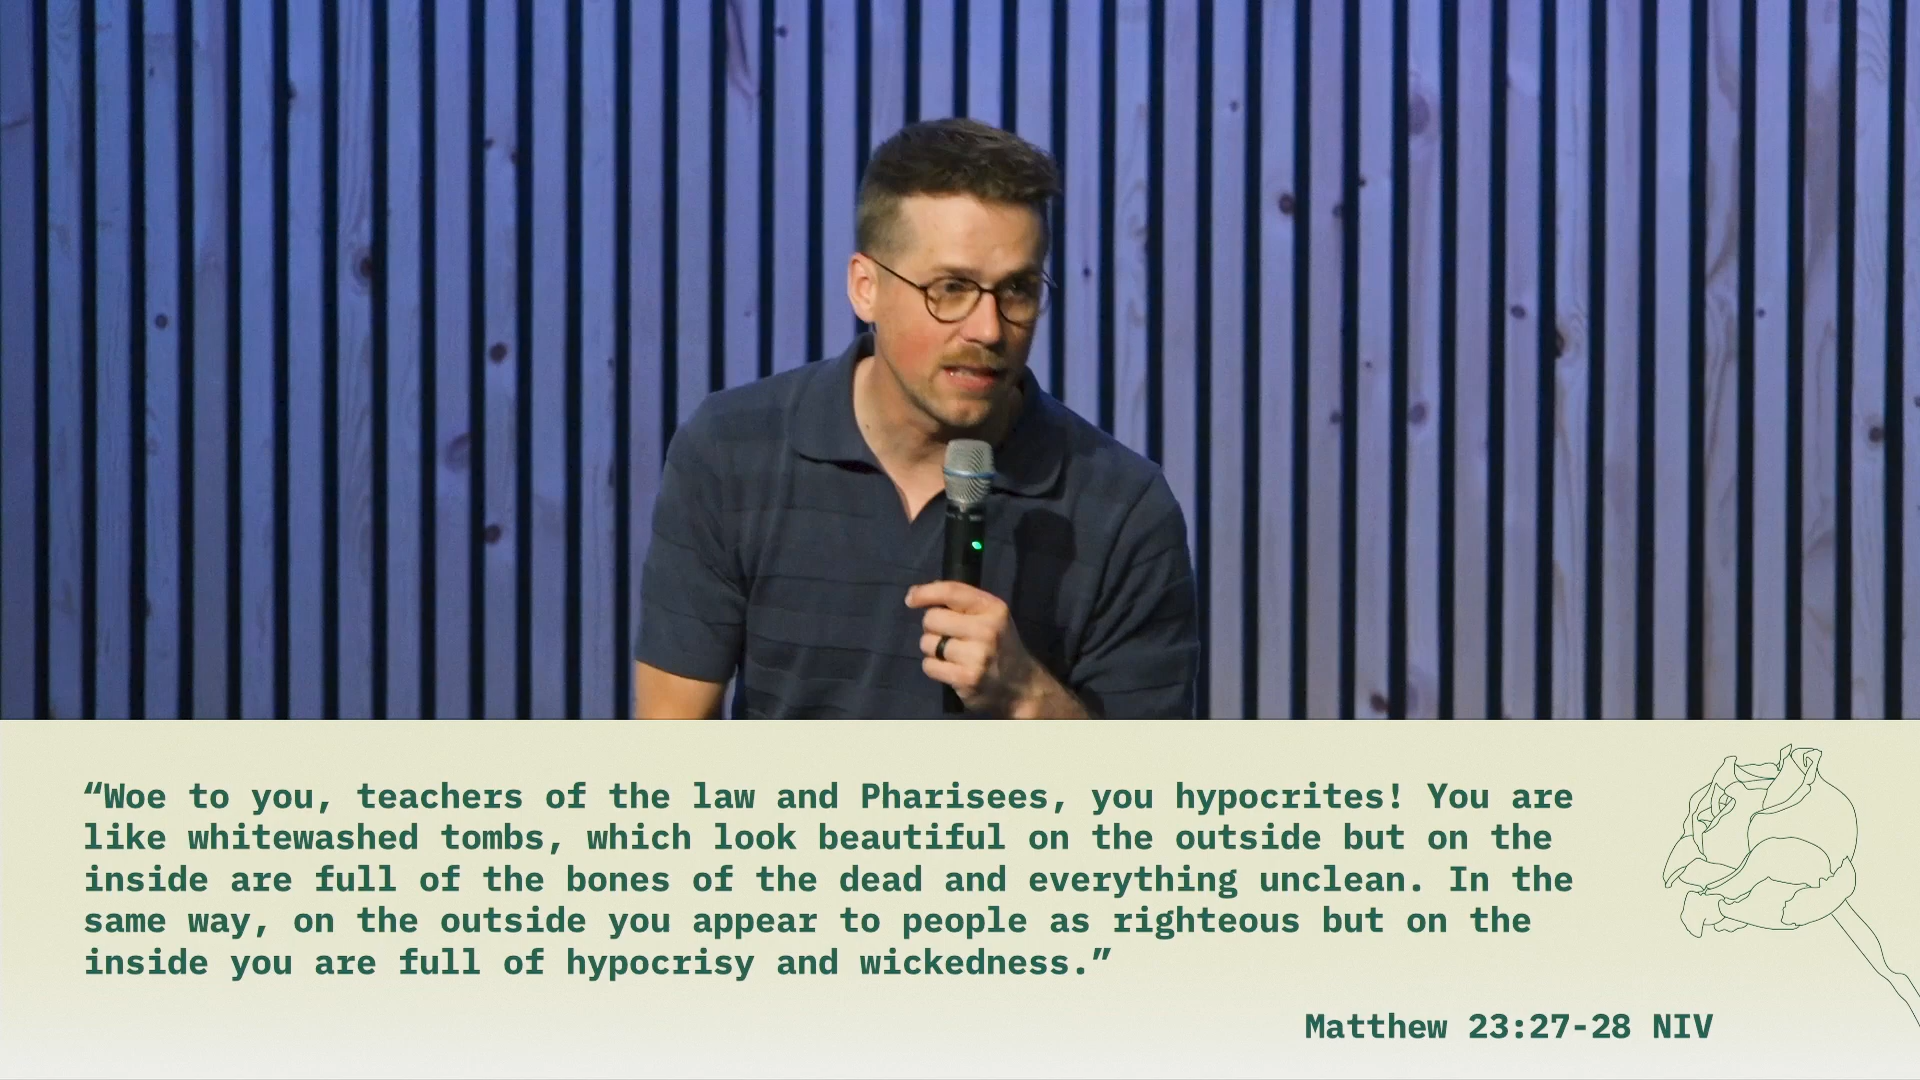 “Woe to you, teachers of the law and Pharisees, you hypocrites! You are
like whitewashed tombs, which look beautiful on the outside but on the
inside are full of the bones of the dead and everything unclean. In the
same way, on the outside you appear to people as righteous but on the
inside you are full of hypocrisy and wickedness.”
Matthew 23:27-28 NIV